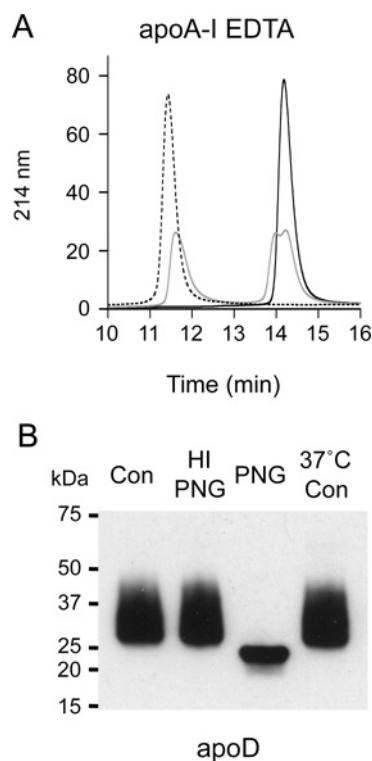 A
apoA-I EDTA
214 nm
80
60
40
20
0
10 11 12 13 14 15 16
Time (min)
B
kDa
Con
HI PNG
PNG
37°C Con
75
50
37
25
20
15
apoD